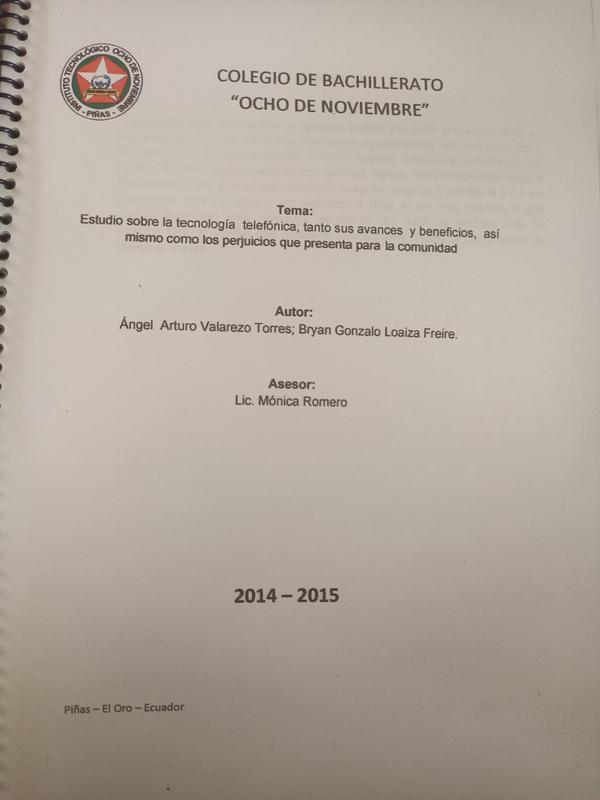 INSTITUTO TECNOLÓGICO OCHO DE NOVIEMBRE
- PIÑAS -
COLEGIO DE BACHILLERATO
“OCHO DE NOVIEMBRE”
Tema:
Estudio sobre la tecnología telefónica, tanto sus avances y beneficios, así
mismo como los perjuicios que presenta para la comunidad
Autor:
Ángel Arturo Valarezo Torres; Bryan Gonzalo Loaiza Freire.
Asesor:
Lic. Mónica Romero
2014 – 2015
Piñas – El Oro – Ecuador